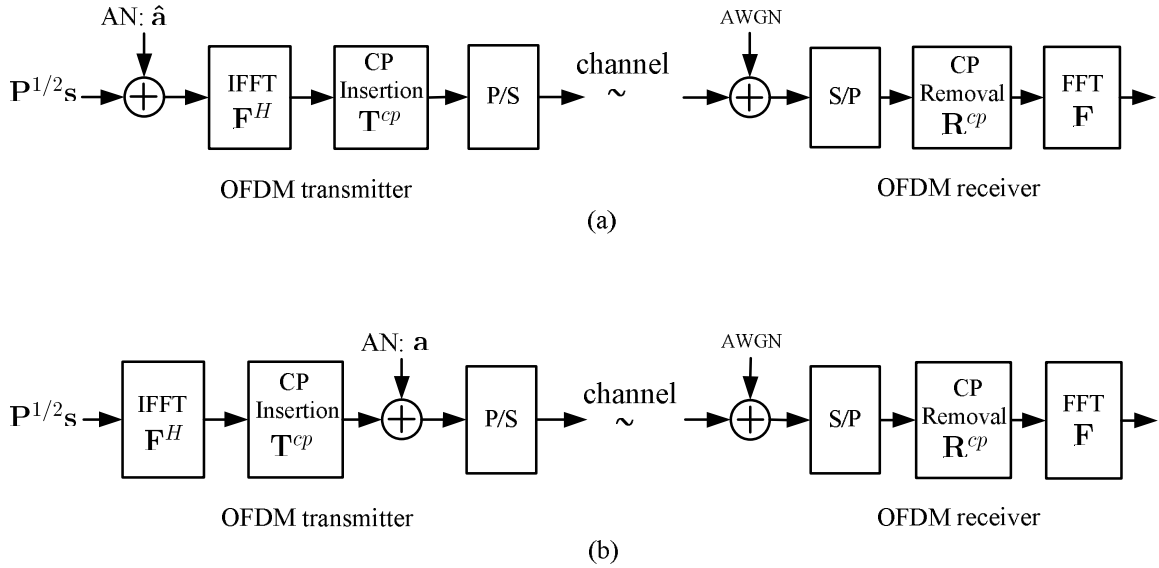 AN: â
AWGN
P^{1/2}s
IFFT
F^H
CP
Insertion
T^{cp}
P/S
channel
~
S/P
CP
Removal
R^{cp}
FFT
F
OFDM transmitter
OFDM receiver
(a)
AN: a
AWGN
P^{1/2}s
IFFT
F^H
CP
Insertion
T^{cp}
P/S
channel
~
S/P
CP
Removal
R^{cp}
FFT
F
OFDM transmitter
OFDM receiver
(b)